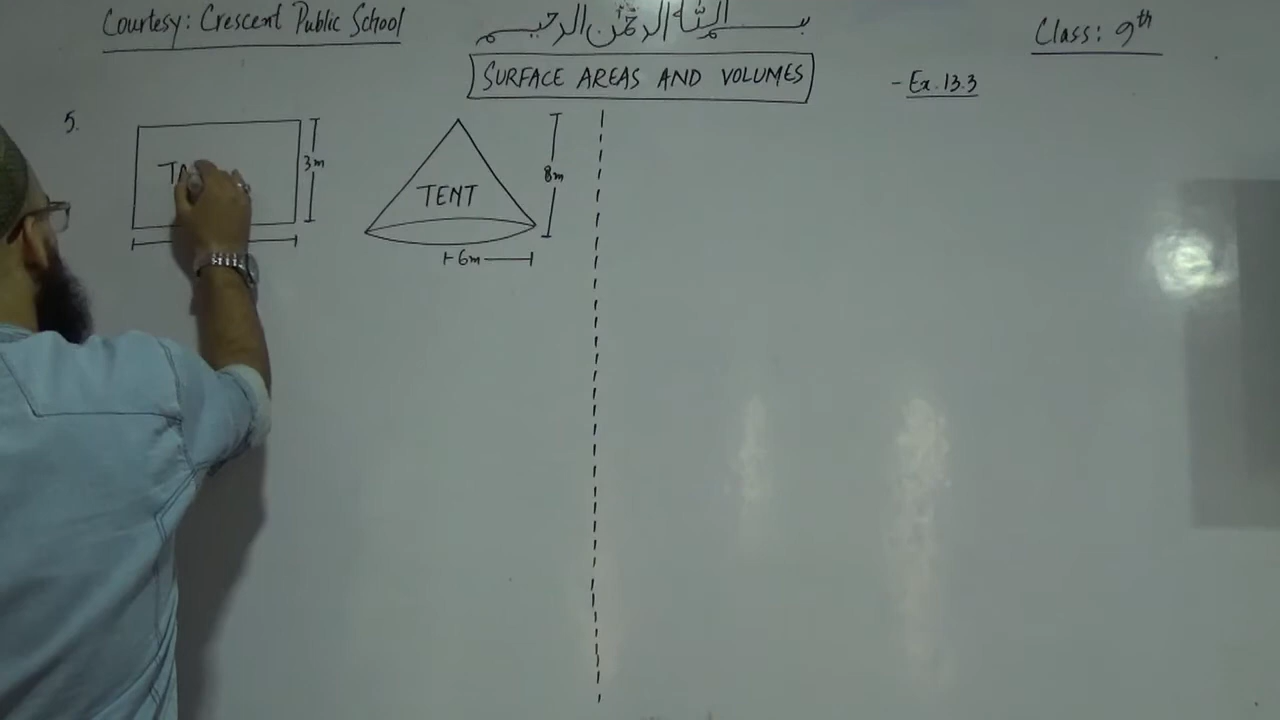 Courtesy: Crescent Public School
بسم الله الرحمن الرحيم
Class: 9th
SURFACE AREAS AND VOLUMES
- Ex. 13.3
5.
3m
8m
TENT
6m